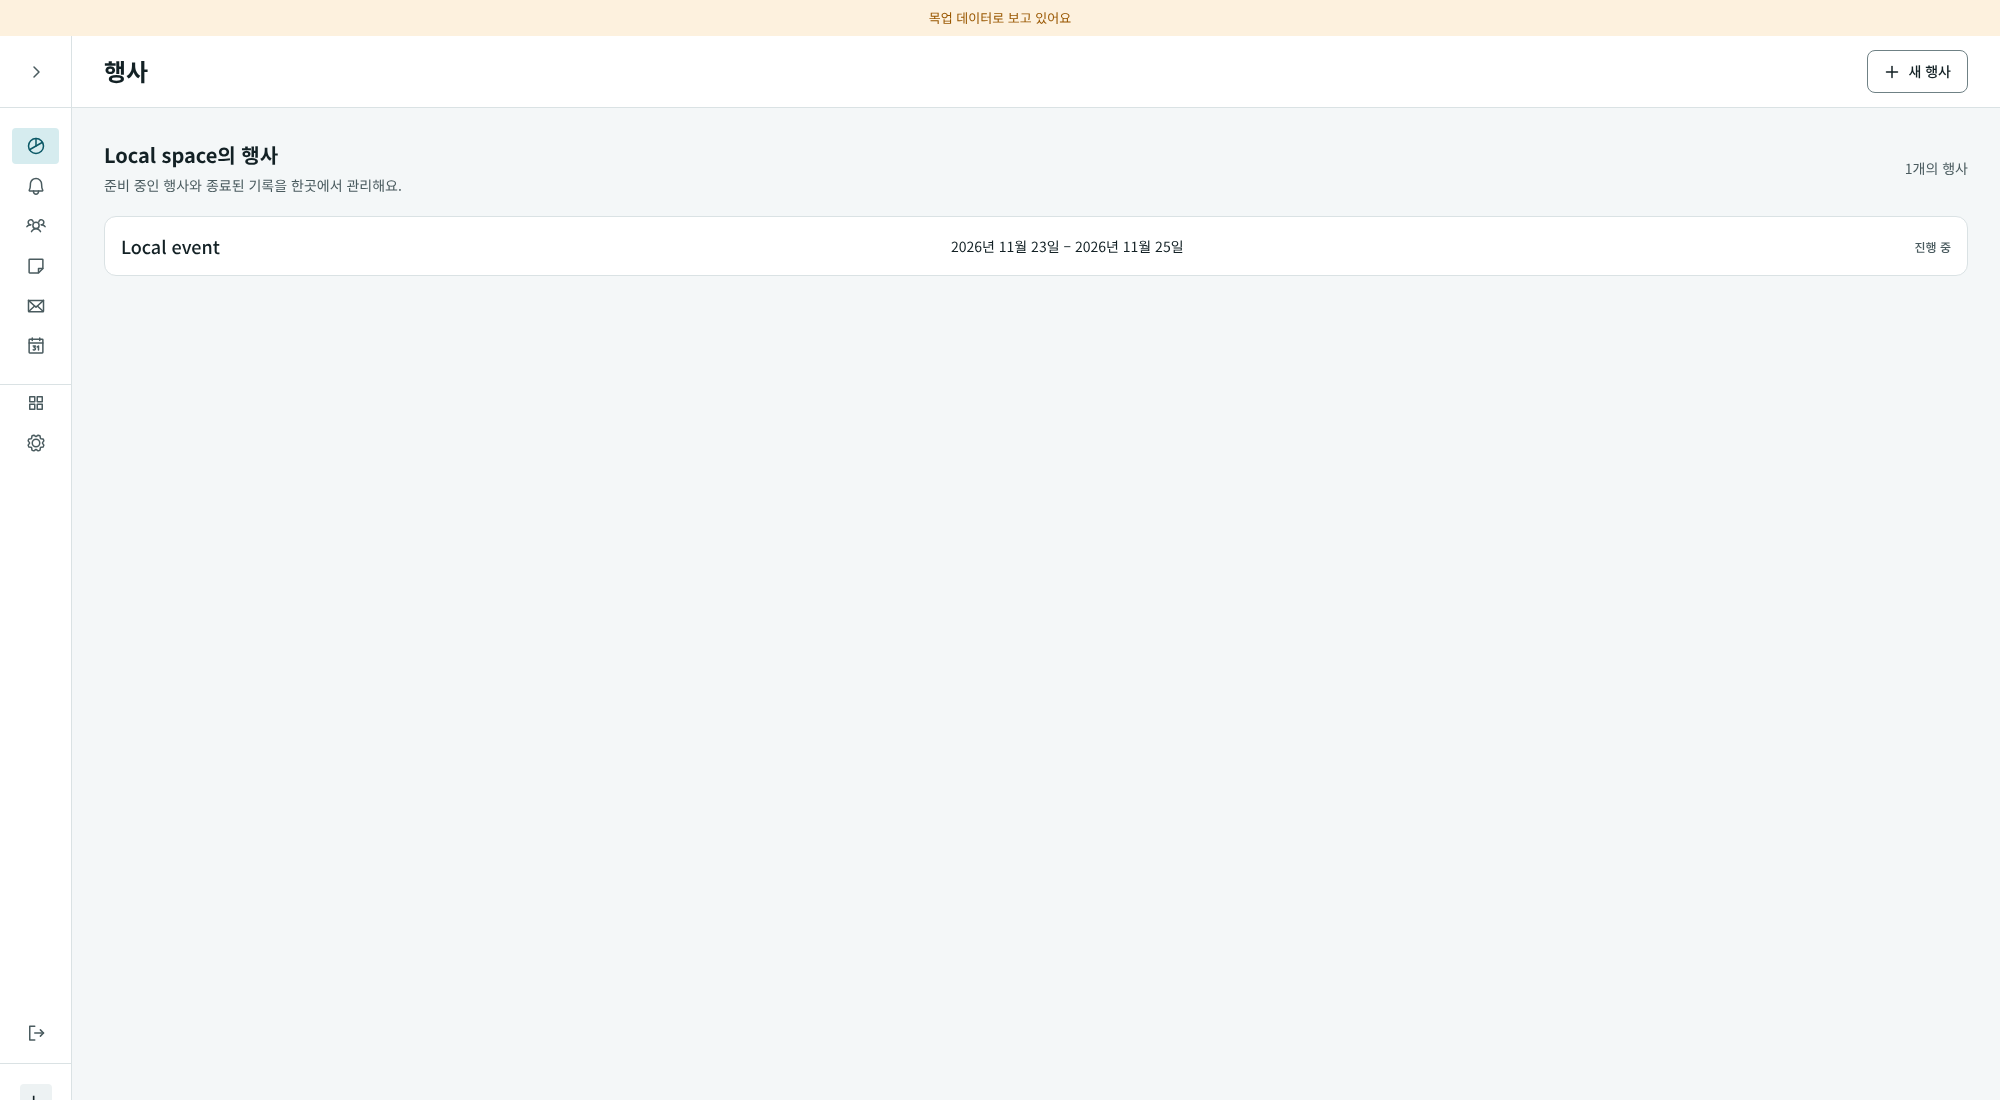 목업 데이터로 보고 있어요
행사
새 행사
Local space의 행사
준비 중인 행사와 종료된 기록을 한곳에서 관리해요.
1개의 행사
Local event
2026년 11월 23일 – 2026년 11월 25일
진행 중
31